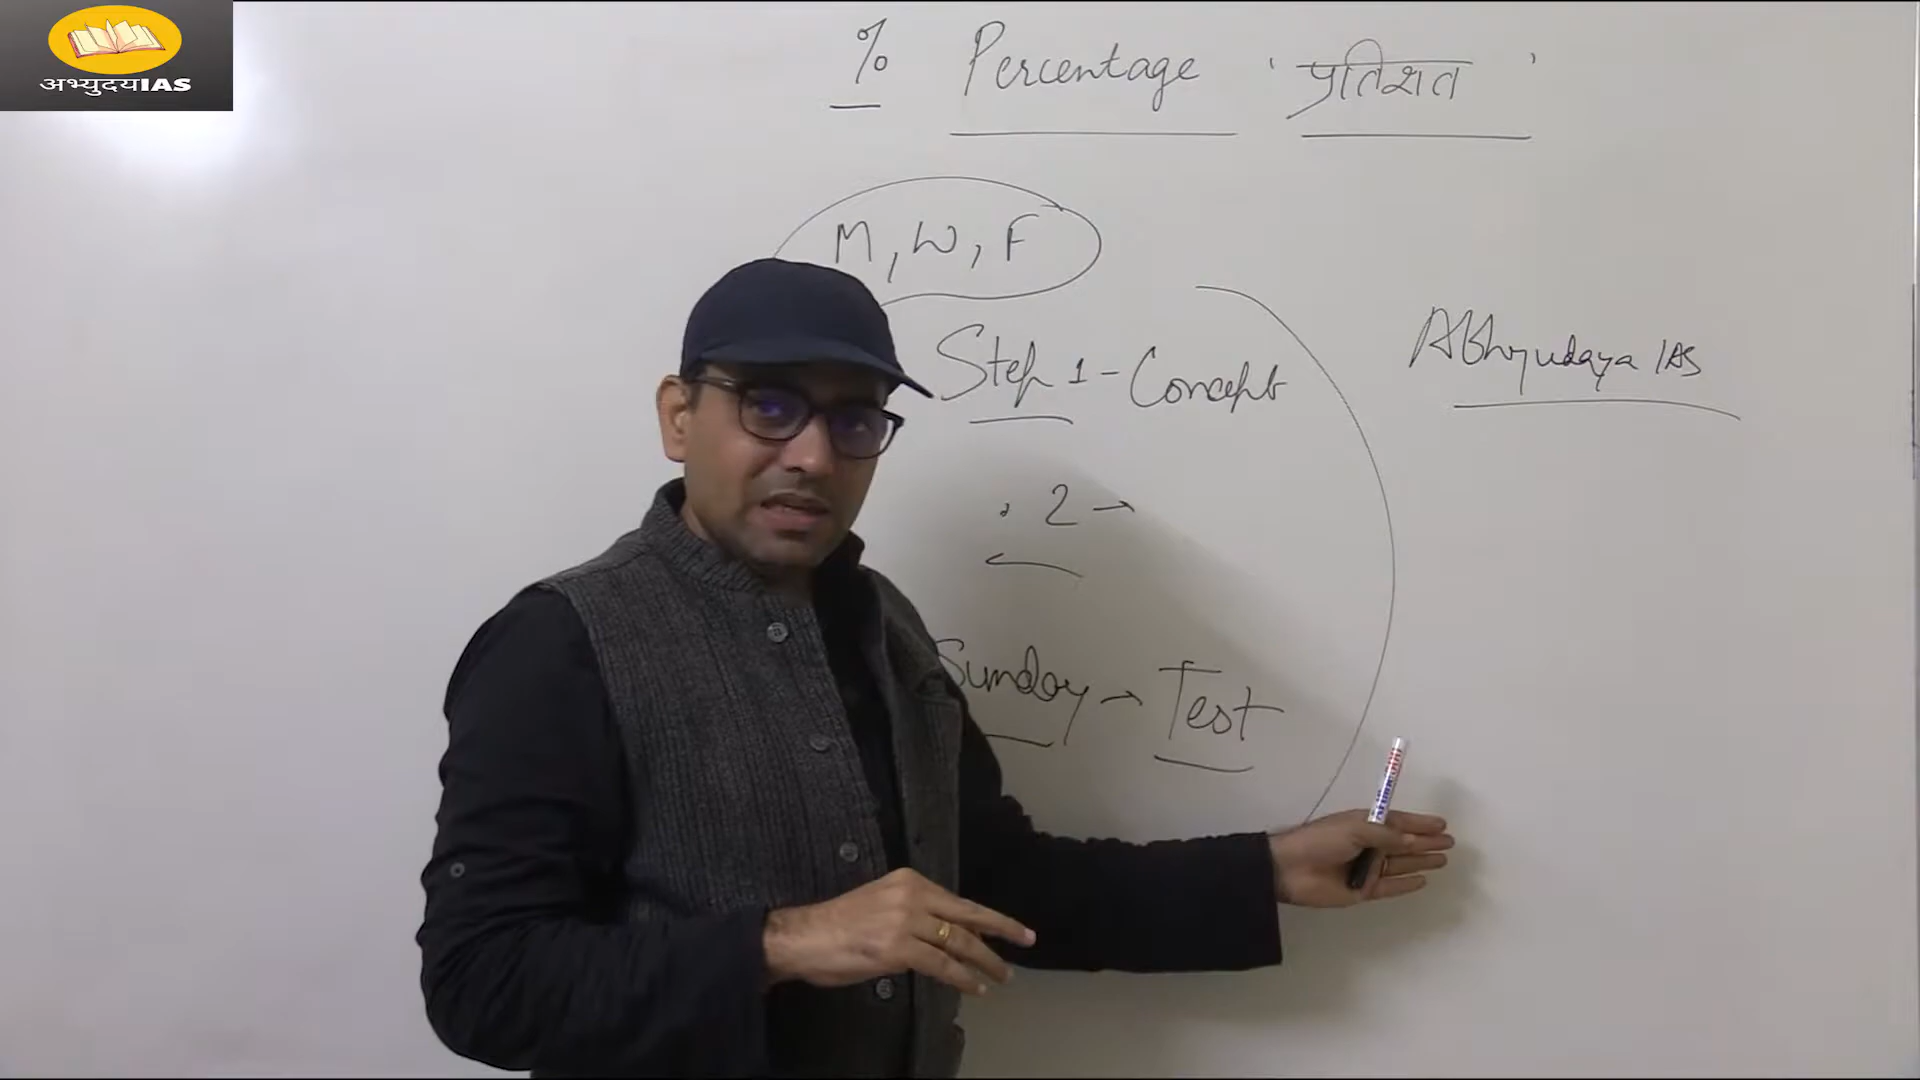 अभ्युदयIAS
% Percentage 'प्रतिशत'
M, W, F
Step 1 - Concept
Abhyudaya IAS
2 →
Sunday → Test